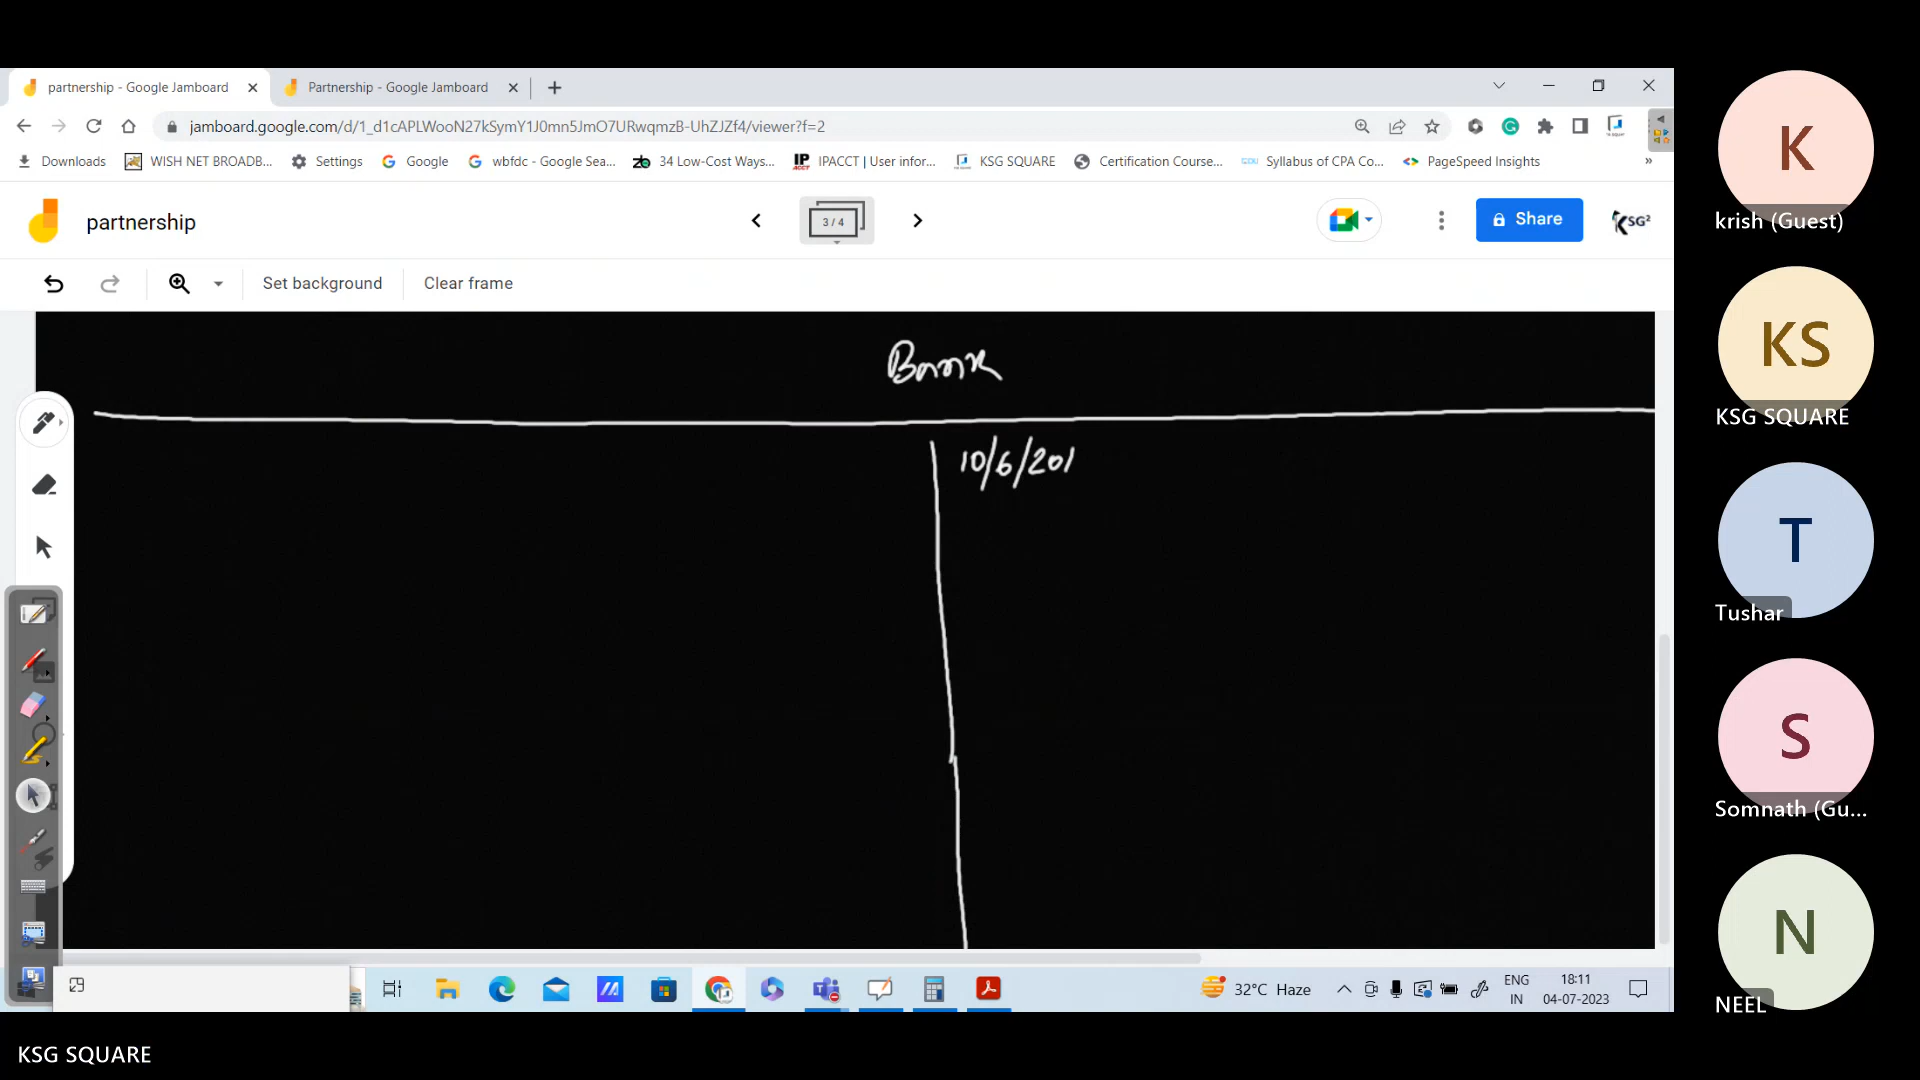 partnership - Google Jamboard
Partnership - Google Jamboard
jamboard.google.com/d/1_d1cAPLWooN27kSymY1J0mn5JmO7URwqmzB-UhZJZf4/viewer?f=2
Downloads
WISH NET BROADB...
Settings
Google
wbfdc - Google Sea...
34 Low-Cost Ways...
IPACCT | User infor...
KSG SQUARE
Certification Course...
Syllabus of CPA Co...
PageSpeed Insights
»
partnership
3 / 4
Share
KSG²
Set background
Clear frame
Bank
10/6/201
32°C Haze
ENG
IN
18:11
04-07-2023
K
krish (Guest)
KS
KSG SQUARE
T
Tushar
S
Somnath (Gu...
N
NEEL
KSG SQUARE